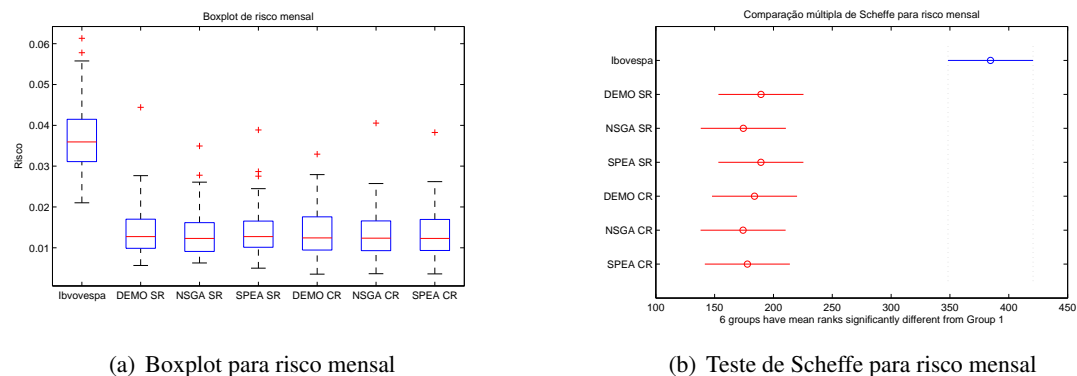 Boxplot de risco mensal
0.06
0.05
0.04
0.03
0.02
0.01
Risco
Ibvovespa DEMO SR NSGA SR SPEA SR DEMO CR NSGA CR SPEA CR
(a) Boxplot para risco mensal
Comparação múltipla de Scheffe para risco mensal
Ibovespa
DEMO SR
NSGA SR
SPEA SR
DEMO CR
NSGA CR
SPEA CR
100 150 200 250 300 350 400 450
6 groups have mean ranks significantly different from Group 1
(b) Teste de Scheffe para risco mensal